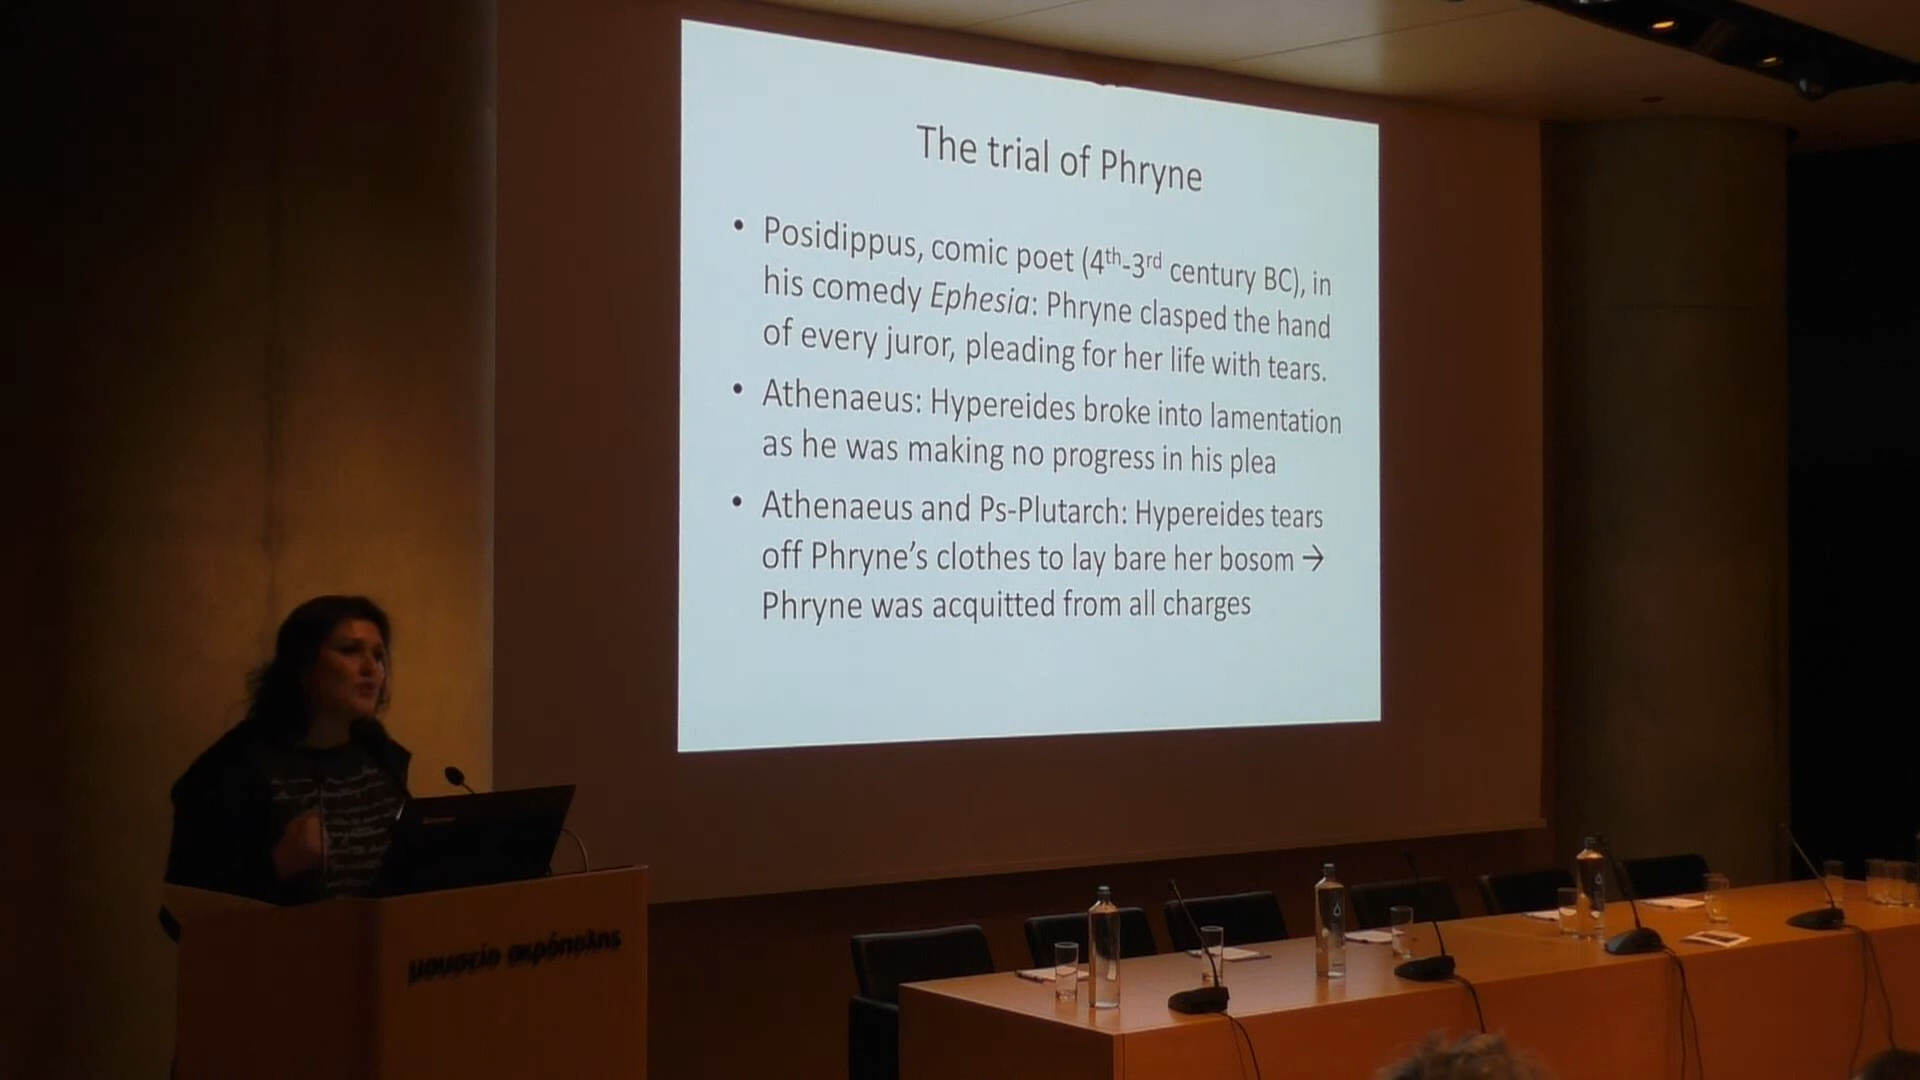 The trial of Phryne
• Posidippus, comic poet (4th-3rd century BC), in
his comedy Ephesia: Phryne clasped the hand
of every juror, pleading for her life with tears.
• Athenaeus: Hypereides broke into lamentation
as he was making no progress in his plea
• Athenaeus and Ps-Plutarch: Hypereides tears
off Phryne’s clothes to lay bare her bosom →
Phryne was acquitted from all charges
μουσείο ακρόπολης